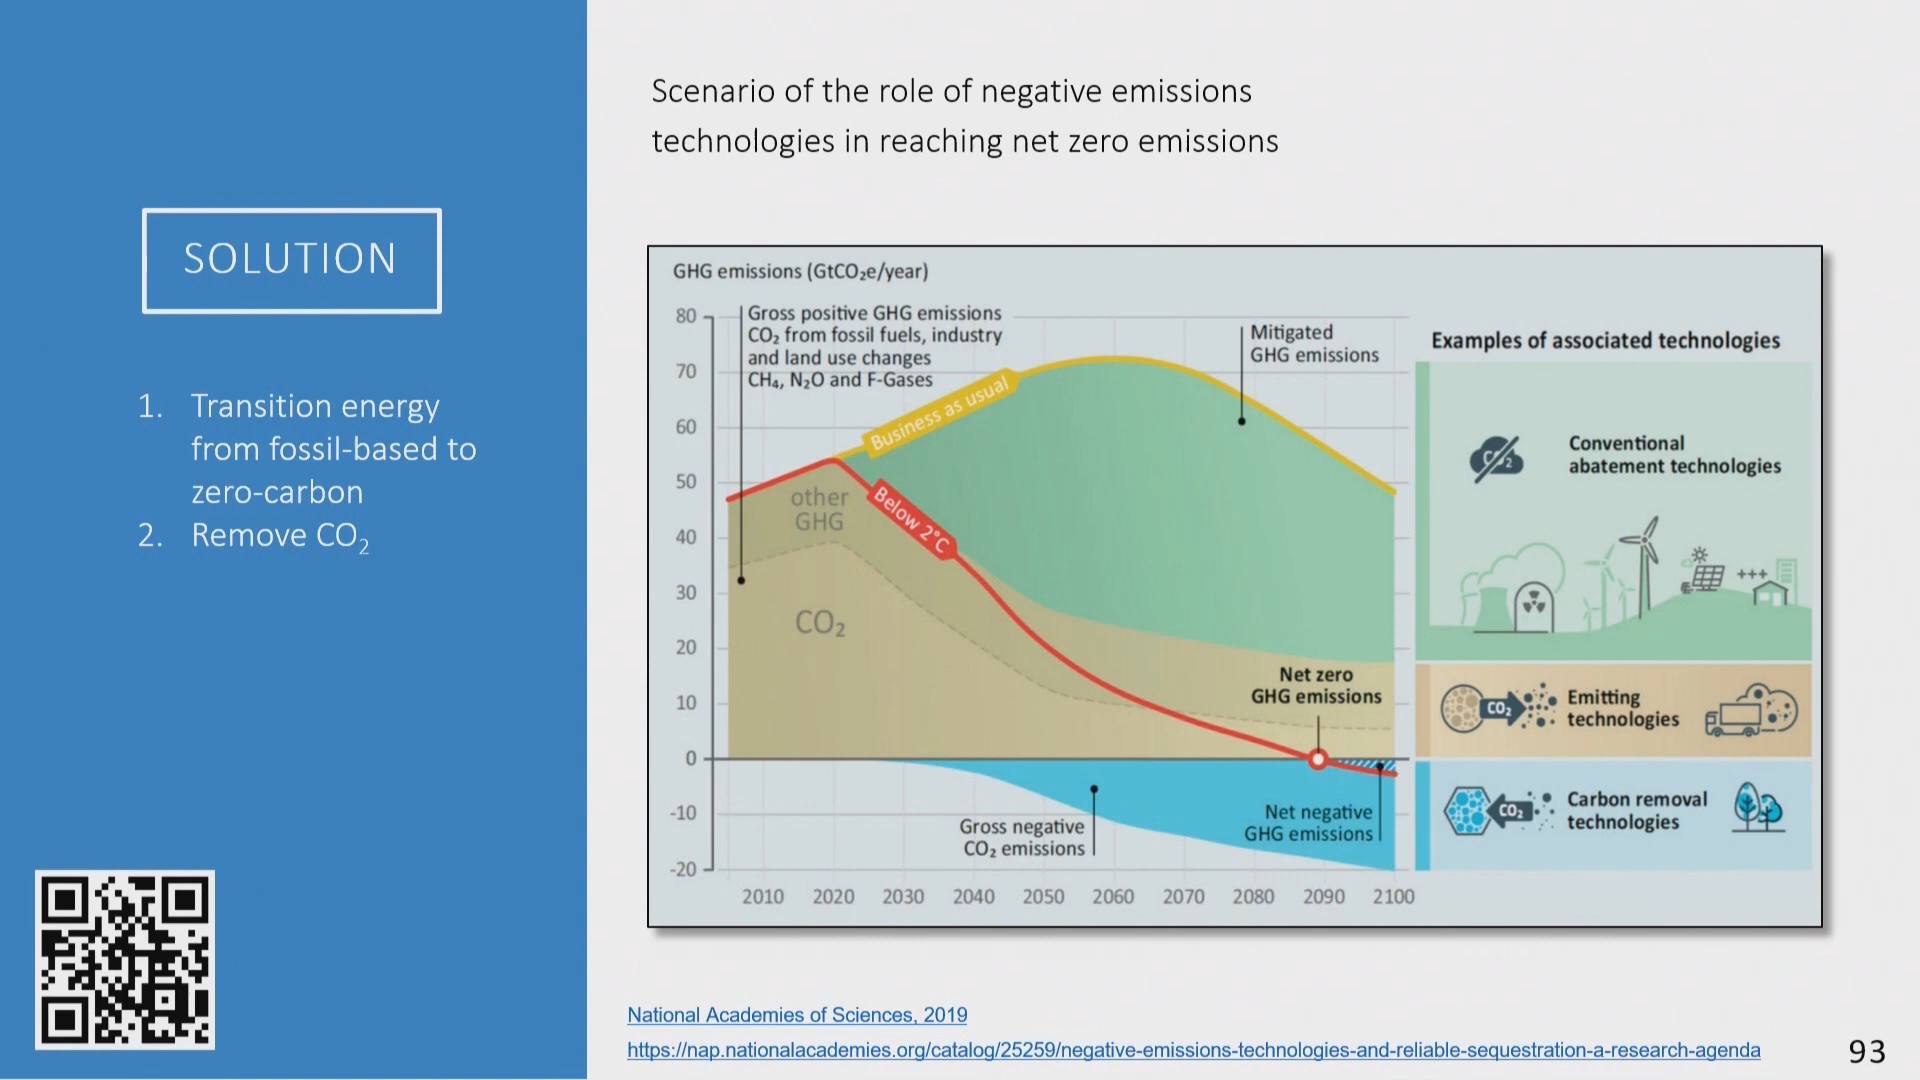 SOLUTION
1. Transition energy
from fossil-based to
zero-carbon
2. Remove CO₂
Scenario of the role of negative emissions
technologies in reaching net zero emissions
GHG emissions (GtCO₂e/year)
80
70
60
50
40
30
20
10
0
-10
-20
Gross positive GHG emissions
CO₂ from fossil fuels, industry
and land use changes
CH₄, N₂O and F-Gases
Business as usual
Below 2°C
other
GHG
CO₂
Mitigated
GHG emissions
Net zero
GHG emissions
Gross negative
CO₂ emissions
Net negative
GHG emissions
2010 2020 2030 2040 2050 2060 2070 2080 2090 2100
Examples of associated technologies
CO₂
Conventional
abatement technologies
+++
CO₂
Emitting
technologies
CO₂
Carbon removal
technologies
National Academies of Sciences, 2019
https://nap.nationalacademies.org/catalog/25259/negative-emissions-technologies-and-reliable-sequestration-a-research-agenda
93